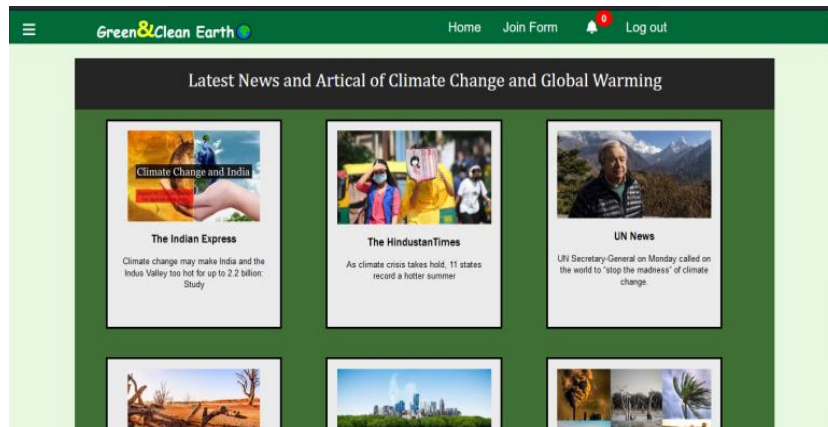 Green&Clean Earth
Home Join Form 0 Log out
Latest News and Artical of Climate Change and Global Warming
Climate Change and India
The Indian Express
Climate change may make India and the
Indus Valley too hot for up to 2.2 billion:
Study
The HindustanTimes
As climate crisis takes hold, 11 states
record a hotter summer
UN News
UN Secretary-General on Monday called on
the world to "stop the madness" of climate
change.